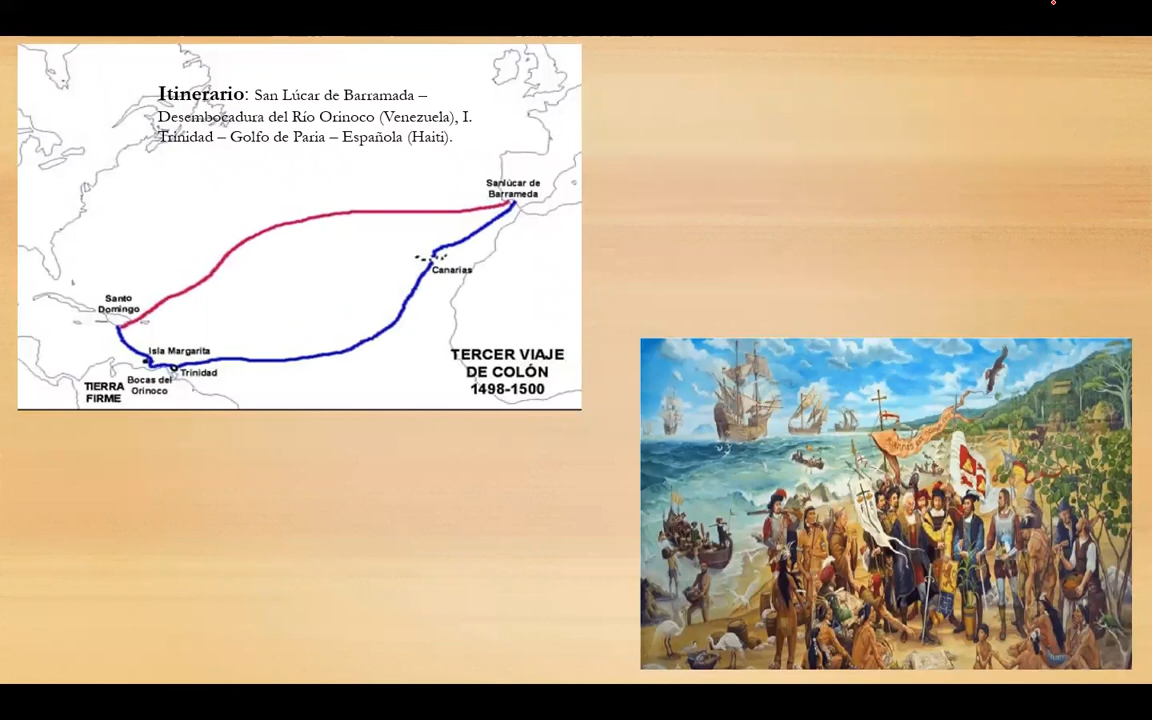 Itinerario: San Lúcar de Barramada –
Desembocadura del Río Orinoco (Venezuela), I.
Trinidad – Golfo de Paria – Española (Haiti).
Sanlúcar de
Barrameda
Canarias
Santo
Domingo
Isla Margarita
Trinidad
Bocas del
Orinoco
TIERRA
FIRME
TERCER VIAJE
DE COLÓN
1498-1500